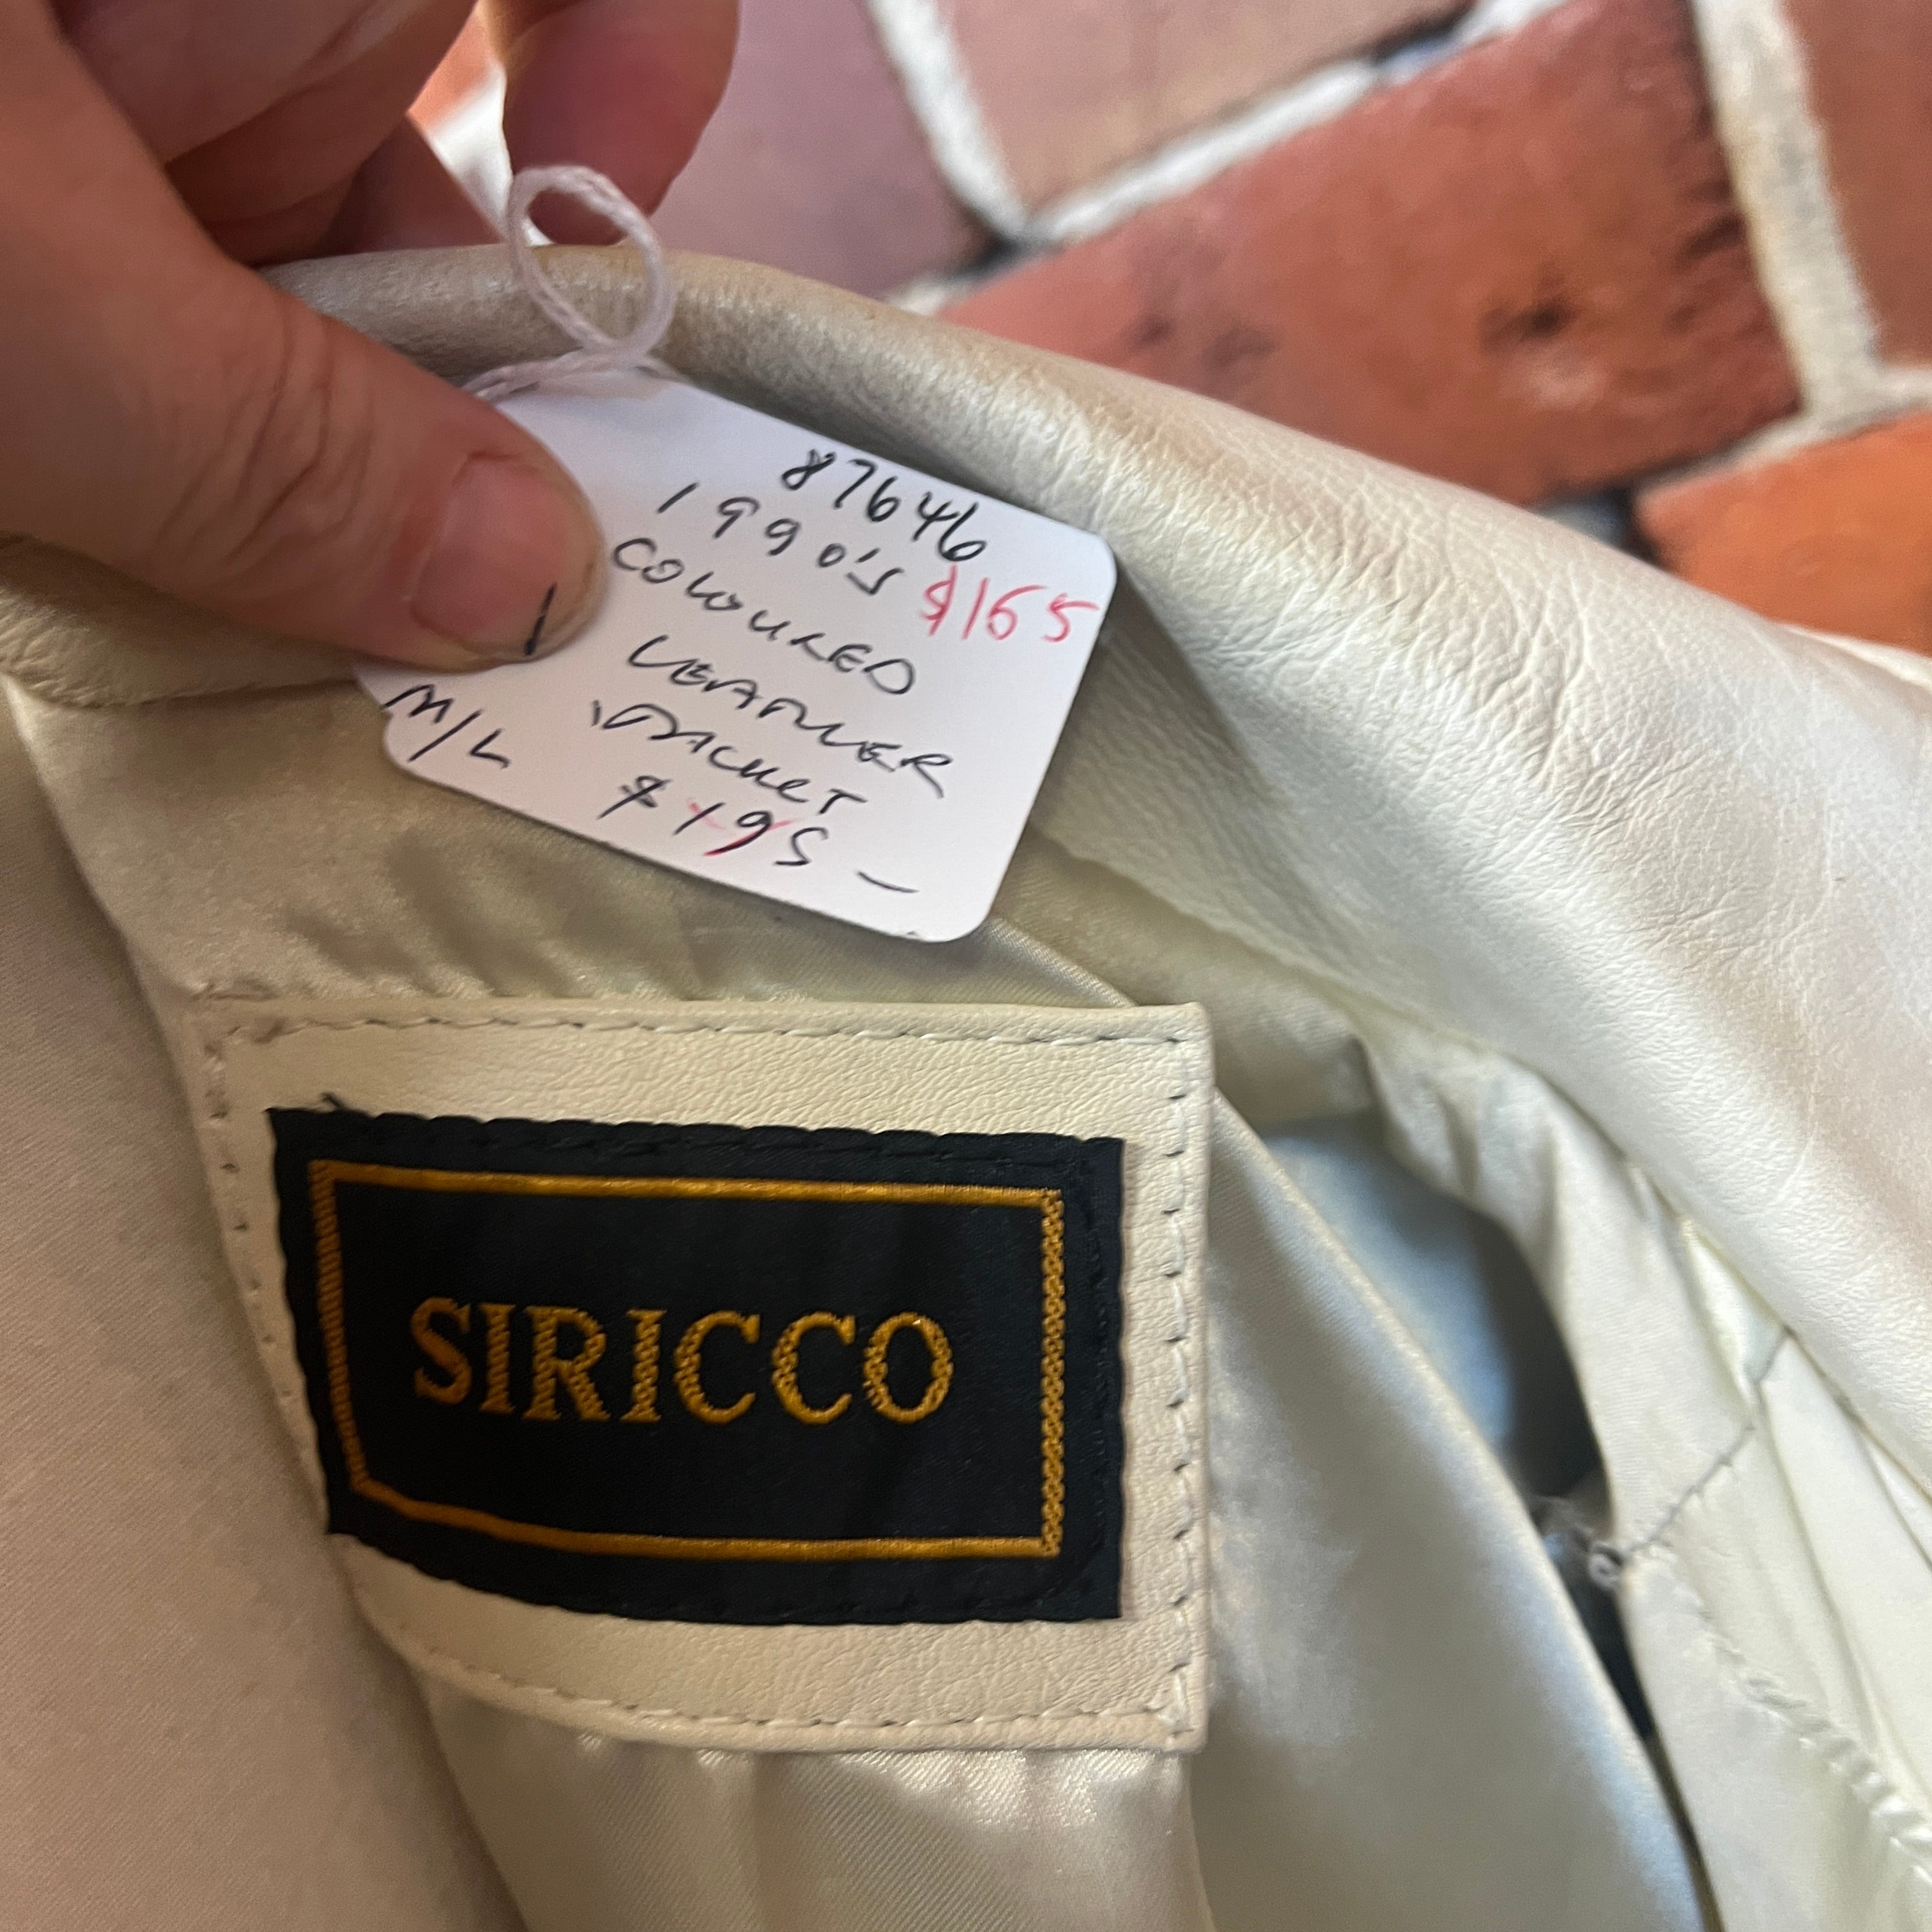 87646
1990's $165
COLOURED
LEATHER
JACKET
M/L $195-
SIRICCO